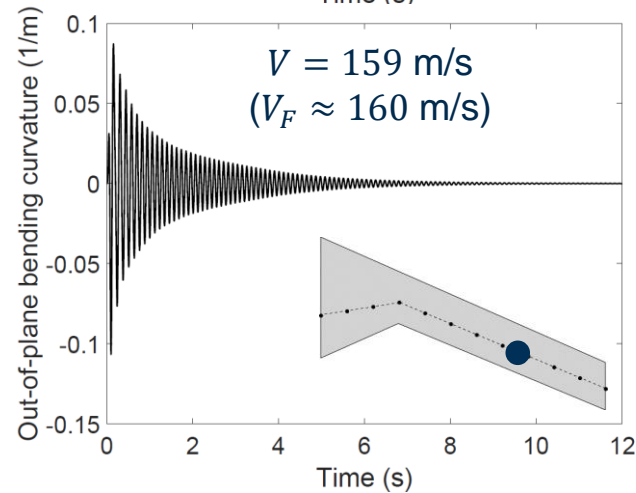 Time (s)
0.1
0.05
0
-0.05
-0.1
-0.15
Out-of-plane bending curvature (1/m)
V = 159 m/s
(V_F ≈ 160 m/s)
0 2 4 6 8 10 12
Time (s)